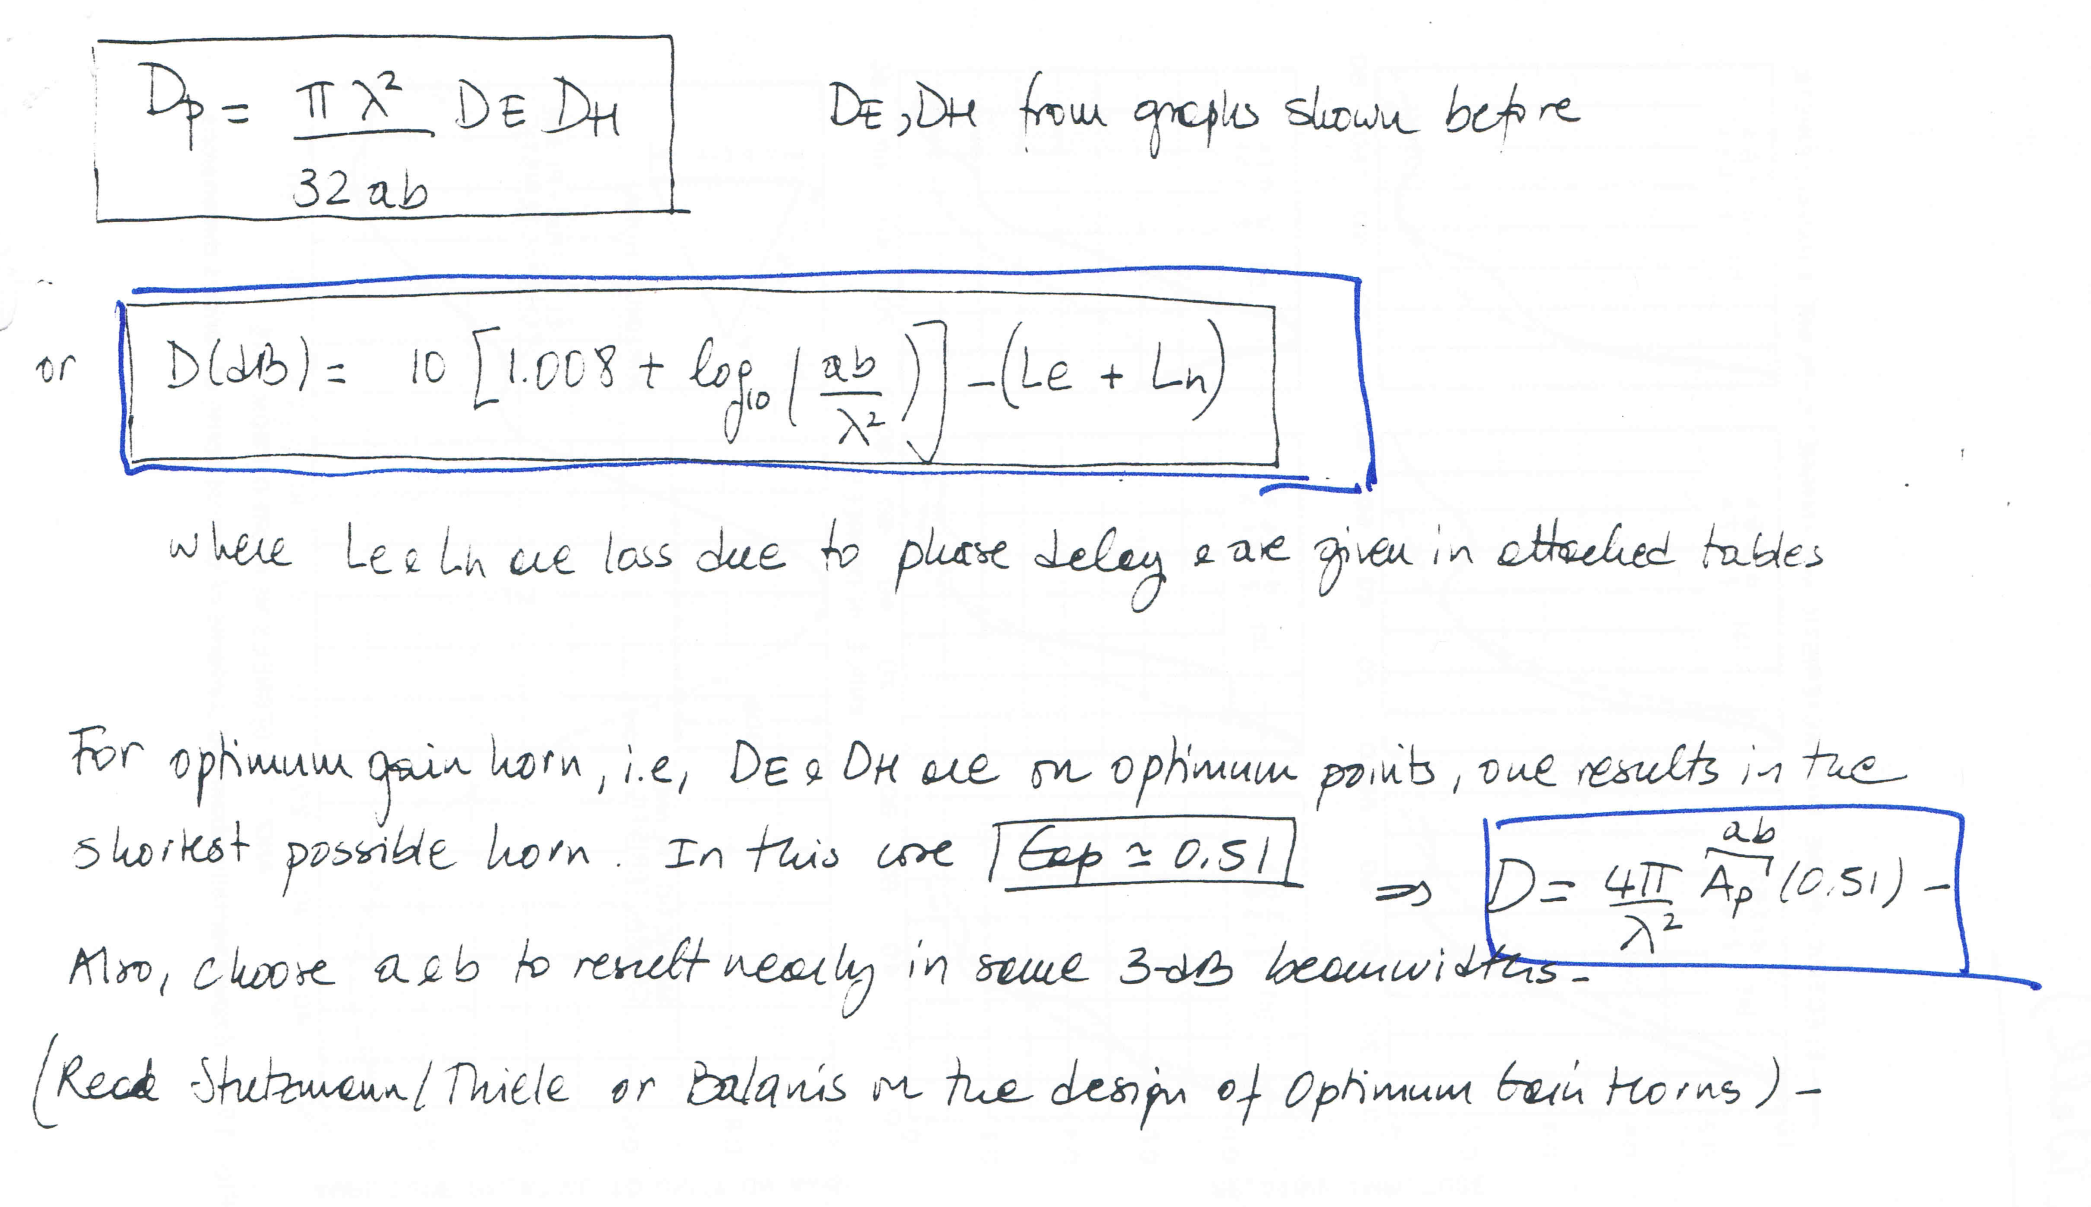 Dp = πλ² / 32ab DE DH     DE, DH from graphs shown before
or D(dB) = 10 [1.008 + log₁₀ (ab / λ²)] - (Le + Lh)
where Le & Lh are loss due to phase delay & are given in attached tables
For optimum gain horn, i.e, DE & DH are on optimum points, one results in the
shortest possible horn. In this case Eap ≃ 0.51 ⇒ D = 4π / λ² Ap (0.51) -
ab
Also, choose a & b to result nearly in same 3-dB beamwidths-
(Read Stutzmann/Thiele or Balanis on the design of Optimum Gain Horns) -